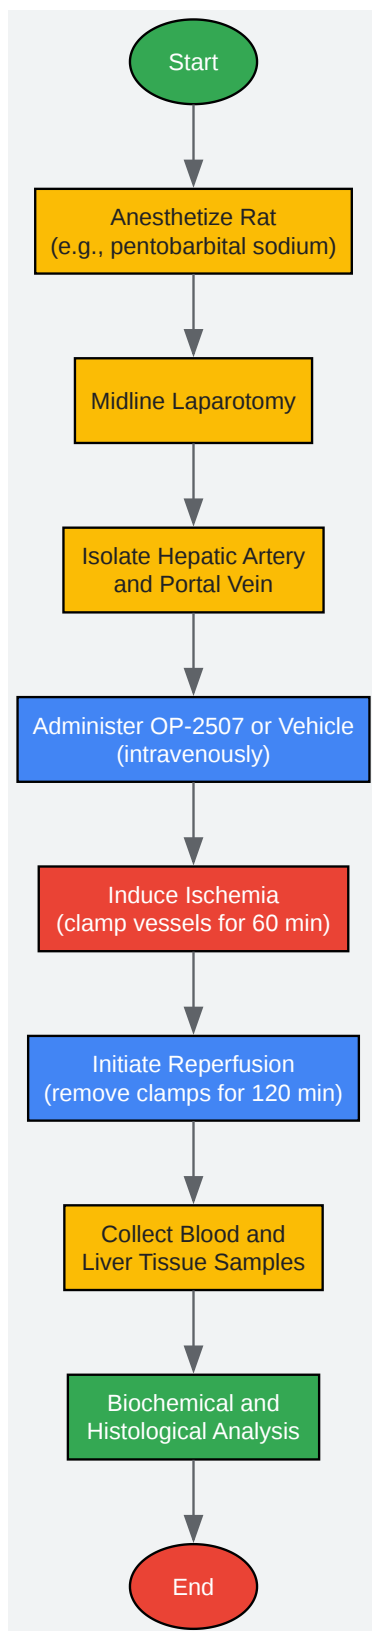 Start
Anesthetize Rat
(e.g., pentobarbital sodium)
Midline Laparotomy
Isolate Hepatic Artery
and Portal Vein
Administer OP-2507 or Vehicle
(intravenously)
Induce Ischemia
(clamp vessels for 60 min)
Initiate Reperfusion
(remove clamps for 120 min)
Collect Blood and
Liver Tissue Samples
Biochemical and
Histological Analysis
End